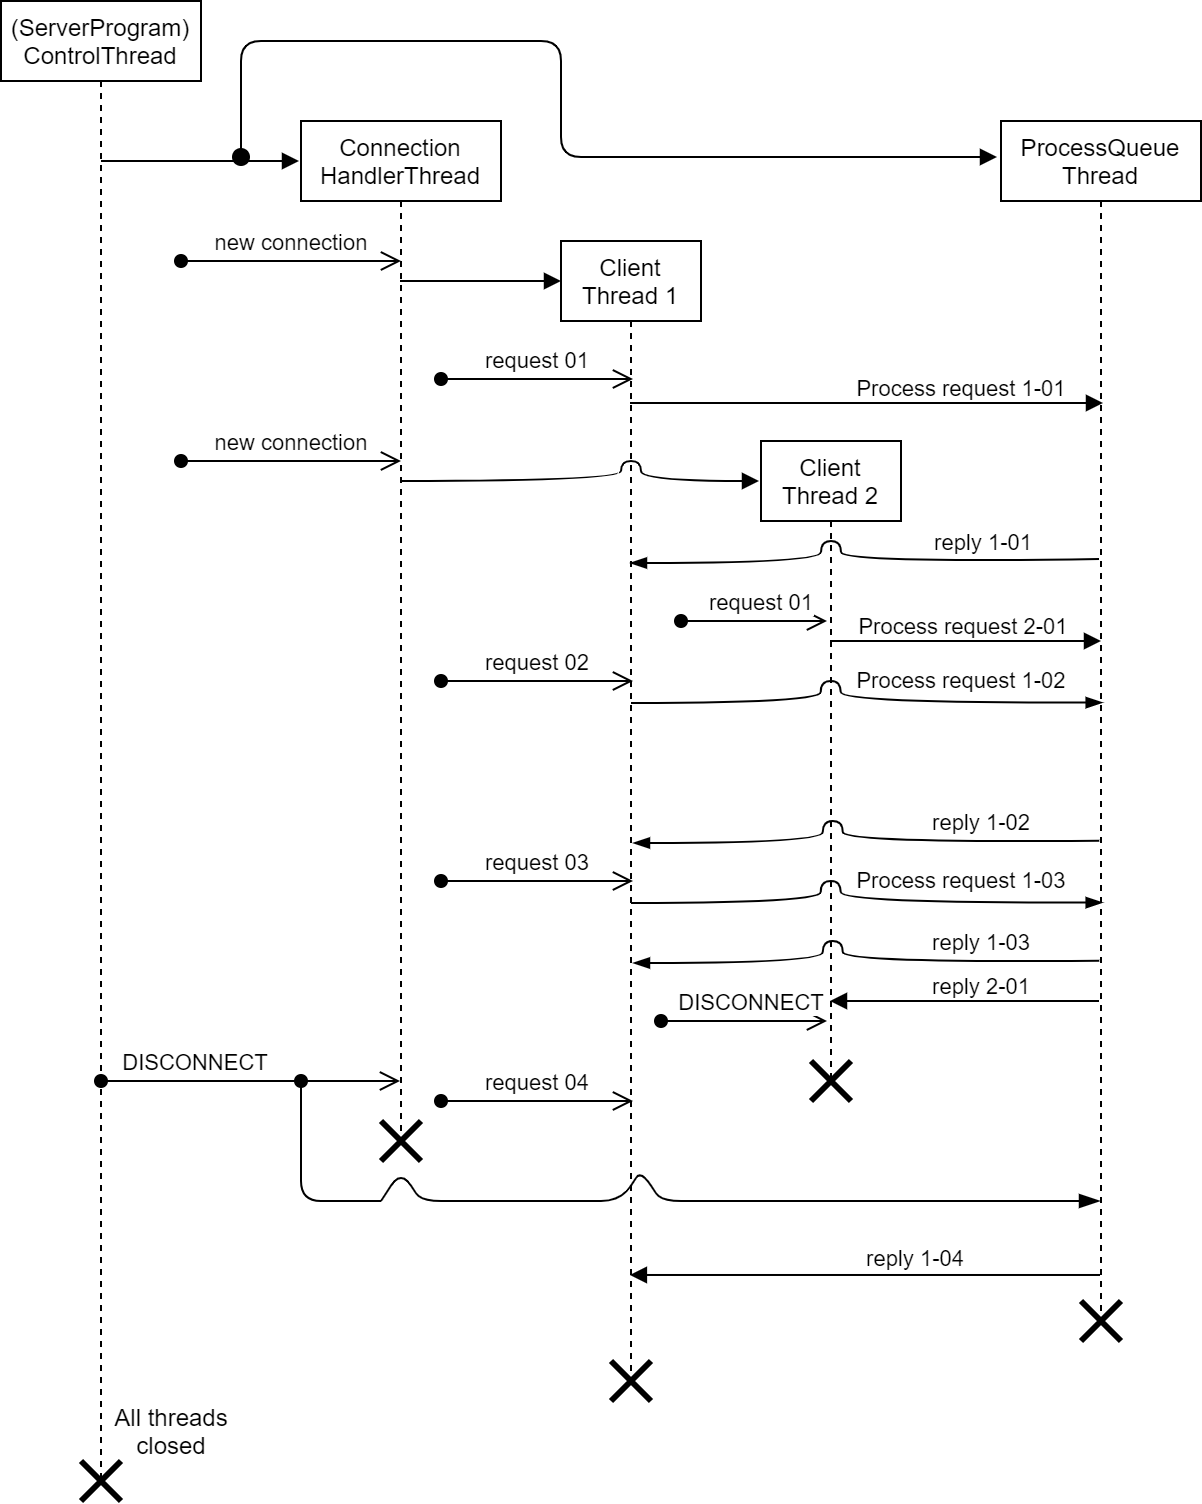 (ServerProgram)
ControlThread
Connection
HandlerThread
ProcessQueue
Thread
new connection
Client
Thread 1
request 01
Process request 1-01
new connection
Client
Thread 2
reply 1-01
request 01
Process request 2-01
request 02
Process request 1-02
reply 1-02
request 03
Process request 1-03
reply 1-03
reply 2-01
DISCONNECT
DISCONNECT
request 04
reply 1-04
All threads
closed